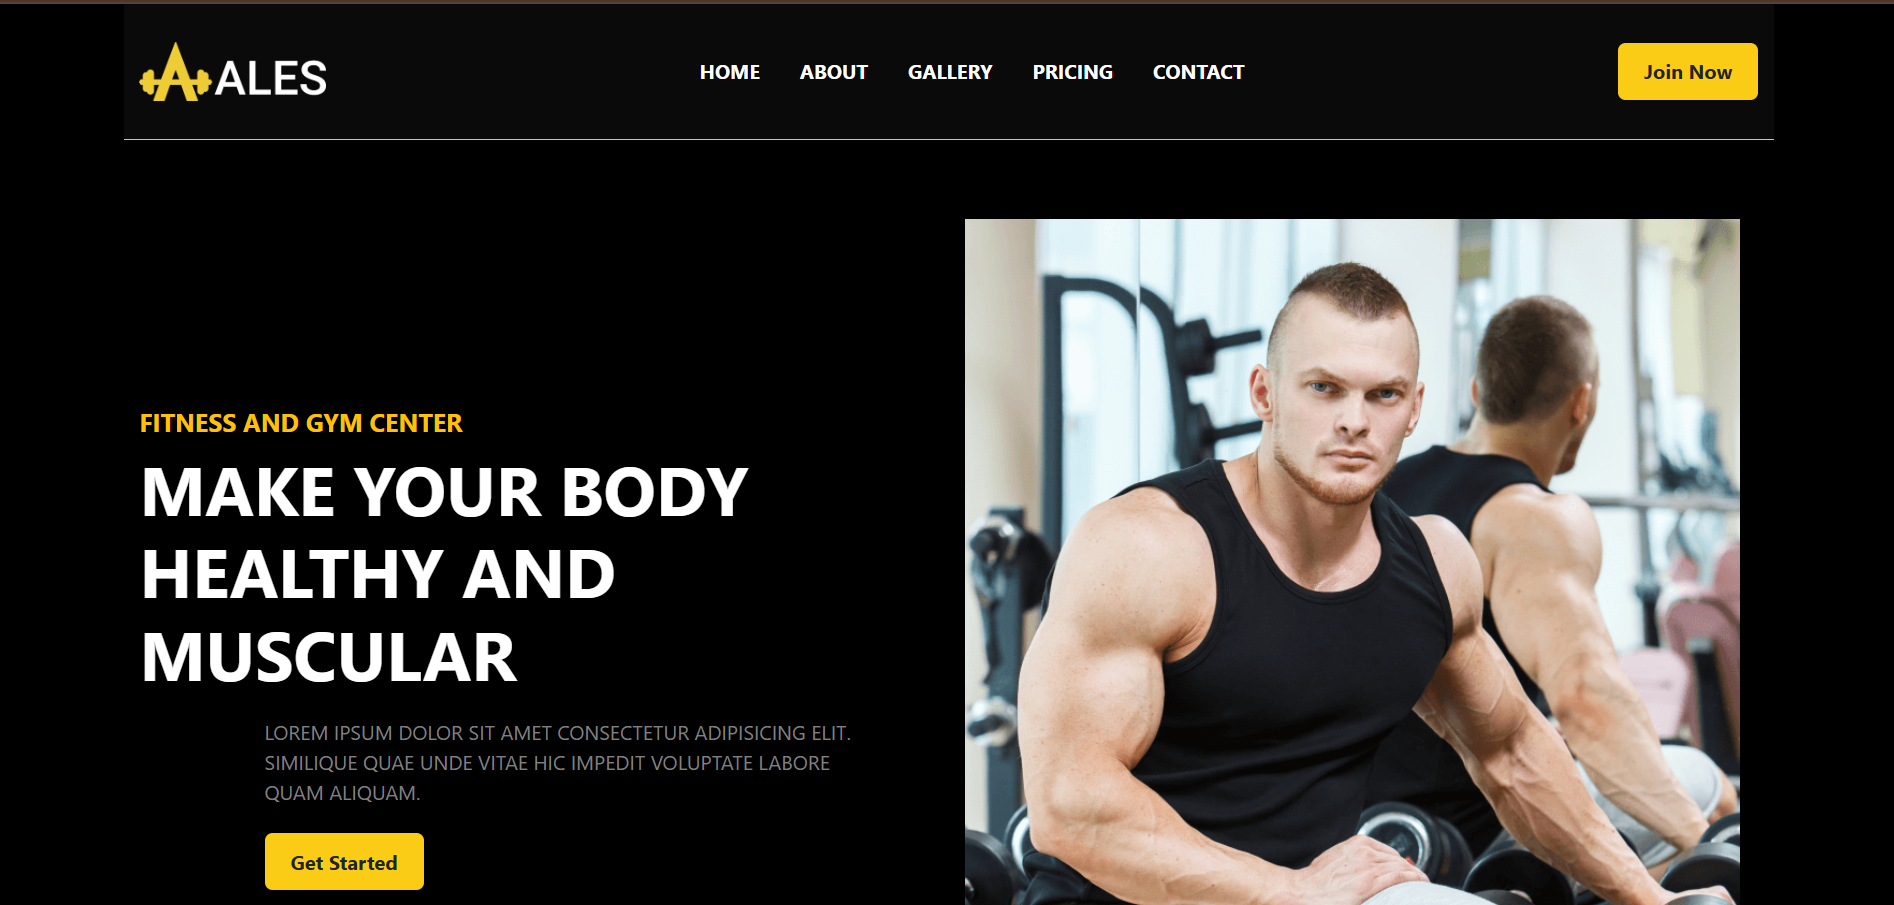 ALES
HOME ABOUT GALLERY PRICING CONTACT
Join Now
FITNESS AND GYM CENTER
MAKE YOUR BODY
HEALTHY AND
MUSCULAR
LOREM IPSUM DOLOR SIT AMET CONSECTETUR ADIPISICING ELIT.
SIMILIQUE QUAE UNDE VITAE HIC IMPEDIT VOLUPTATE LABORE
QUAM ALIQUAM.
Get Started